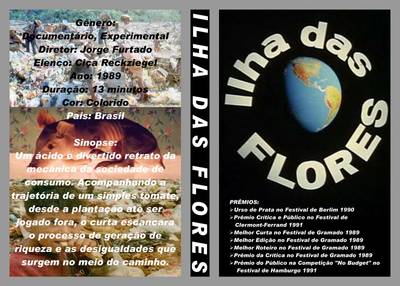 Gênero:
Documentário, Experimental
Diretor: Jorge Furtado
Elenco: Ciça Reckziegel
Ano: 1989
Duração: 13 minutos
Cor: Colorido
País: Brasil
Sinopse:
Um ácido e divertido retrato da
mecânica da sociedade de
consumo. Acompanhando a
trajetória de um simples tomate,
desde a plantação até ser
jogado fora, o curta escancara
o processo de geração de
riqueza e as desigualdades que
surgem no meio do caminho.
ILHA DAS FLORES
Ilha das
FLORES
PRÊMIOS:
➢Urso de Prata no Festival de Berlim 1990
➢Prêmio Crítica e Público no Festival de
Clermont-Ferrand 1991
➢Melhor Curta no Festival de Gramado 1989
➢Melhor Edição no Festival de Gramado 1989
➢Melhor Roteiro no Festival de Gramado 1989
➢Prêmio da Crítica no Festival de Gramado 1989
➢Prêmio do Público na Competição "No Budget" no
Festival de Hamburgo 1991